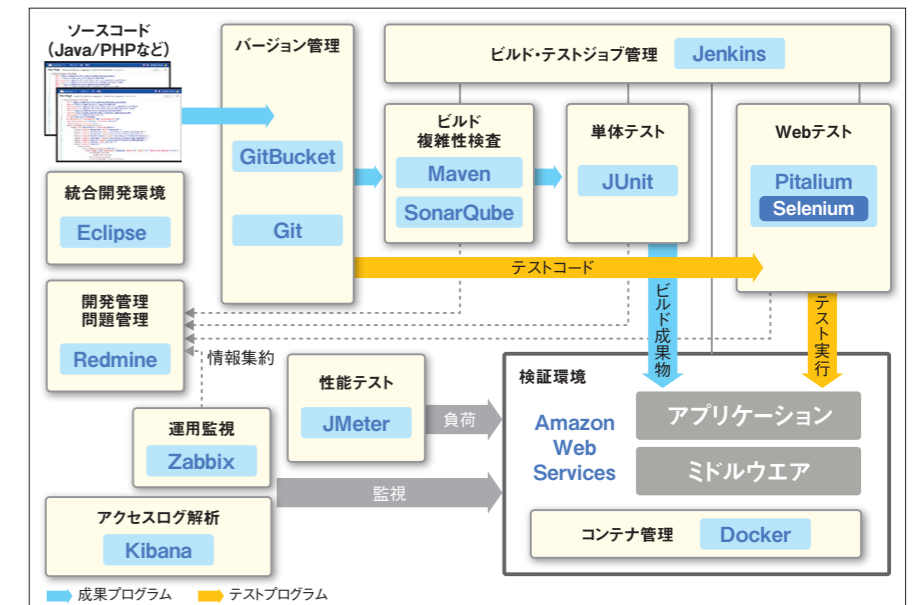 ソースコード
（Java/PHPなど）
バージョン管理
GitBucket
Git
ビルド・テストジョブ管理
Jenkins
ビルド
複雑性検査
Maven
SonarQube
単体テスト
JUnit
Webテスト
Pitalium
Selenium
統合開発環境
Eclipse
テストコード
開発管理
問題管理
Redmine
情報集約
ビルド成果物
テスト実行
性能テスト
JMeter
負荷
検証環境
Amazon
Web
Services
アプリケーション
ミドルウエア
運用監視
Zabbix
監視
アクセスログ解析
Kibana
コンテナ管理
Docker
成果プログラム
テストプログラム